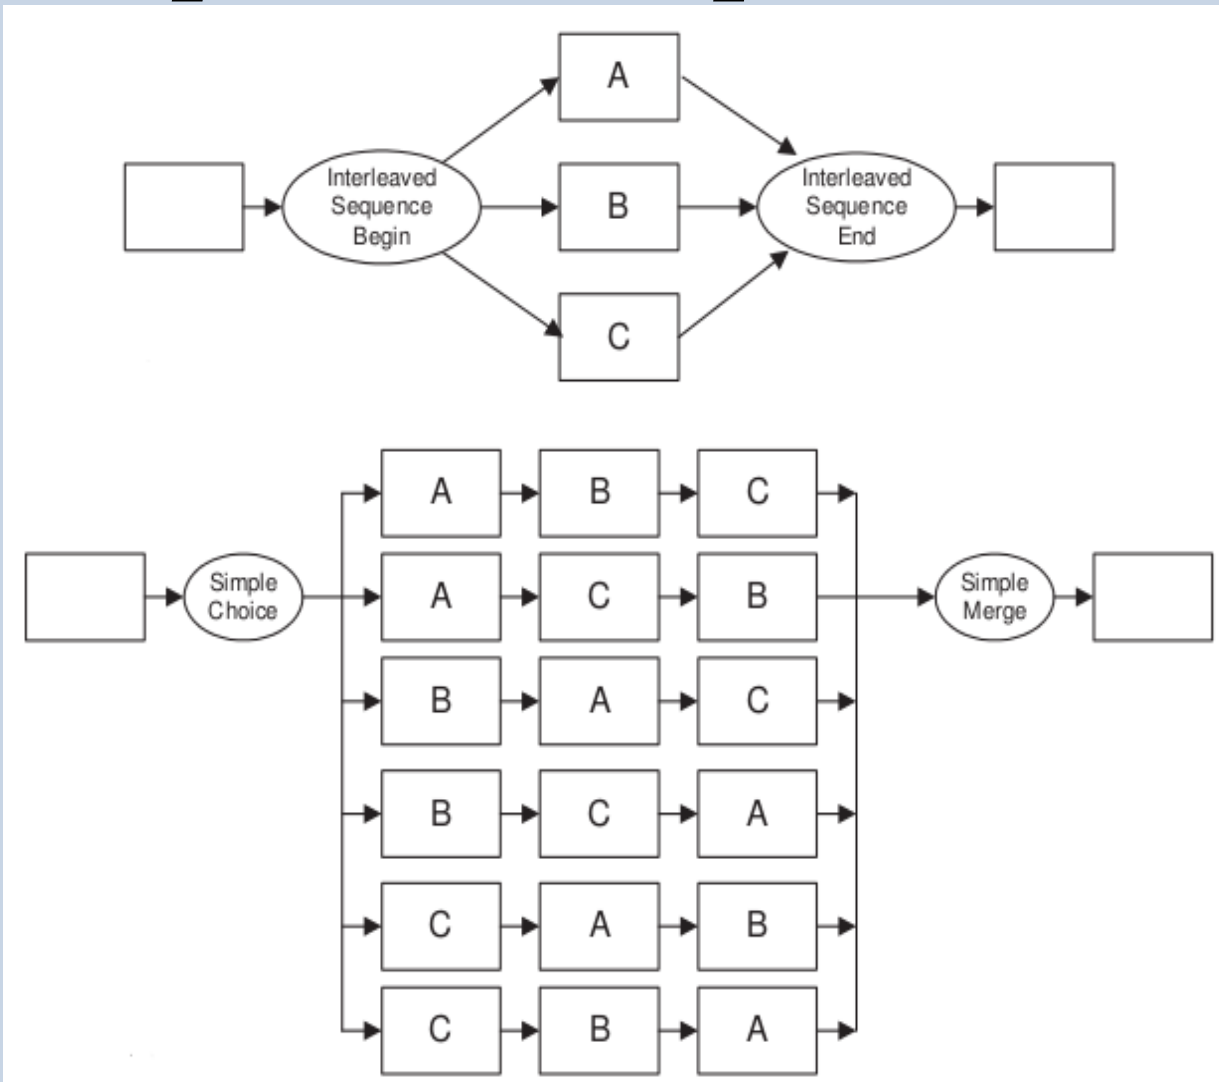 A
Interleaved
Sequence
Begin
B
Interleaved
Sequence
End
C
A B C
Simple
Choice
A C B
Simple
Merge
B A C
B C A
C A B
C B A